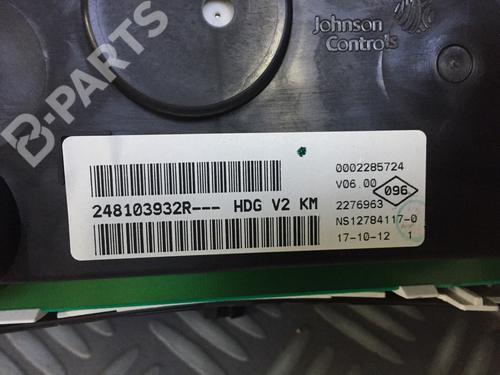 Johnson
Controls
B-PARTS
248103932R--- HDG V2 KM
0002285724
V06.00
096
2276963
NS12784117-0
17-10-12 1